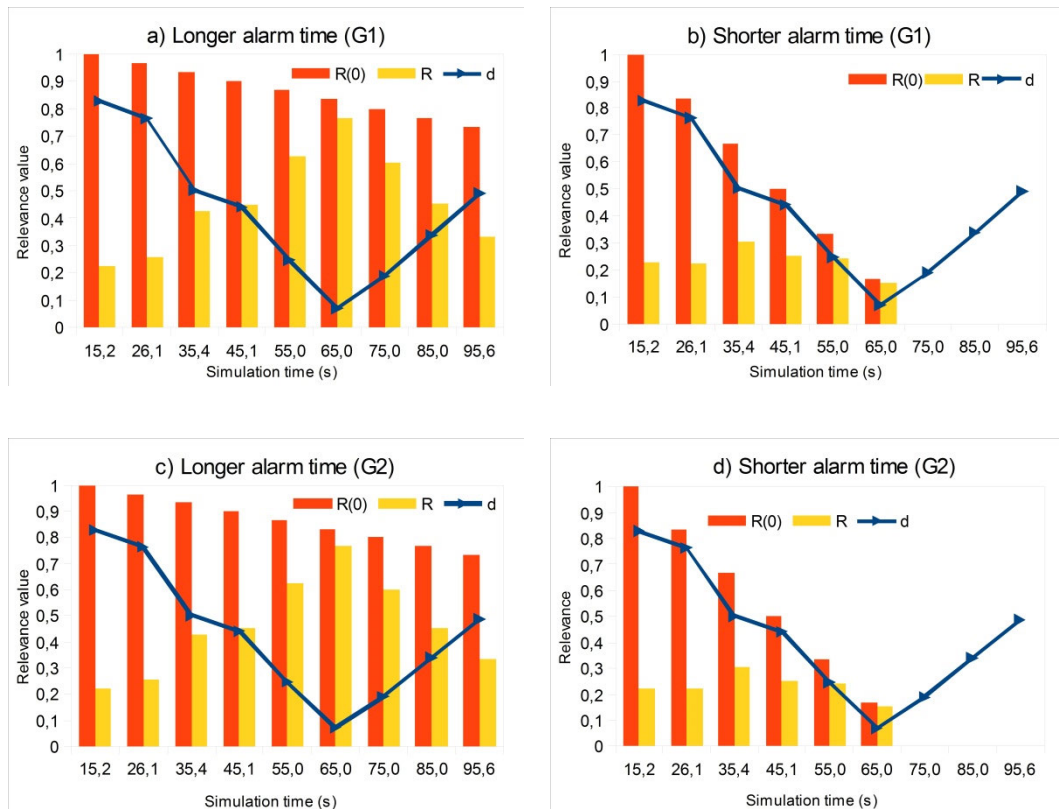 a) Longer alarm time (G1)
R(0) R d
Relevance value
1
0,9
0,8
0,7
0,6
0,5
0,4
0,3
0,2
0,1
0
15,2 26,1 35,4 45,1 55,0 65,0 75,0 85,0 95,6
Simulation time (s)
b) Shorter alarm time (G1)
R(0) R d
Relevance value
1
0,9
0,8
0,7
0,6
0,5
0,4
0,3
0,2
0,1
0
15,2 26,1 35,4 45,1 55,0 65,0 75,0 85,0 95,6
Simulation time (s)
c) Longer alarm time (G2)
R(0) R d
Relevance value
1
0,9
0,8
0,7
0,6
0,5
0,4
0,3
0,2
0,1
0
15,2 26,1 35,4 45,1 55,0 65,0 75,0 85,0 95,6
Simulation time (s)
d) Shorter alarm time (G2)
R(0) R d
Relevance
1
0,9
0,8
0,7
0,6
0,5
0,4
0,3
0,2
0,1
0
15,2 26,1 35,4 45,1 55,0 65,0 75,0 85,0 95,6
Simulation time (s)